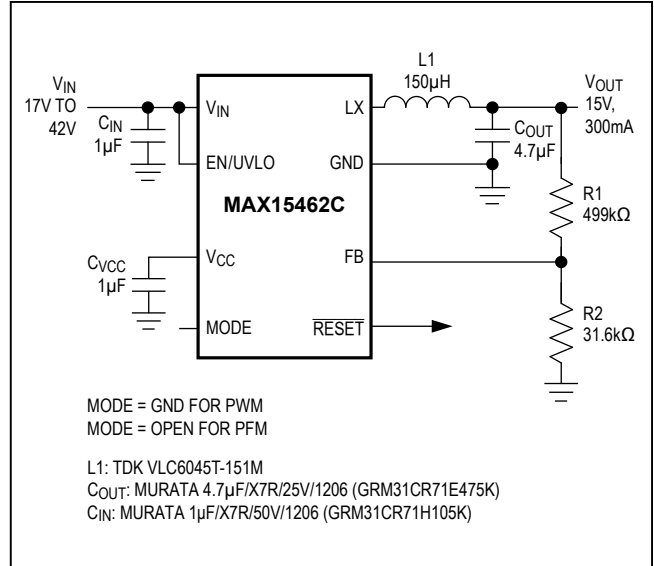 L1
150µH
VIN
17V TO
42V
CIN
1µF
VIN
LX
VOUT
15V,
300mA
COUT
4.7µF
EN/UVLO
GND
MAX15462C
R1
499kΩ
CVCC
1µF
VCC
FB
MODE
RESET
R2
31.6kΩ
MODE = GND FOR PWM
MODE = OPEN FOR PFM
L1: TDK VLC6045T-151M
COUT: MURATA 4.7µF/X7R/25V/1206 (GRM31CR71E475K)
CIN: MURATA 1µF/X7R/50V/1206 (GRM31CR71H105K)